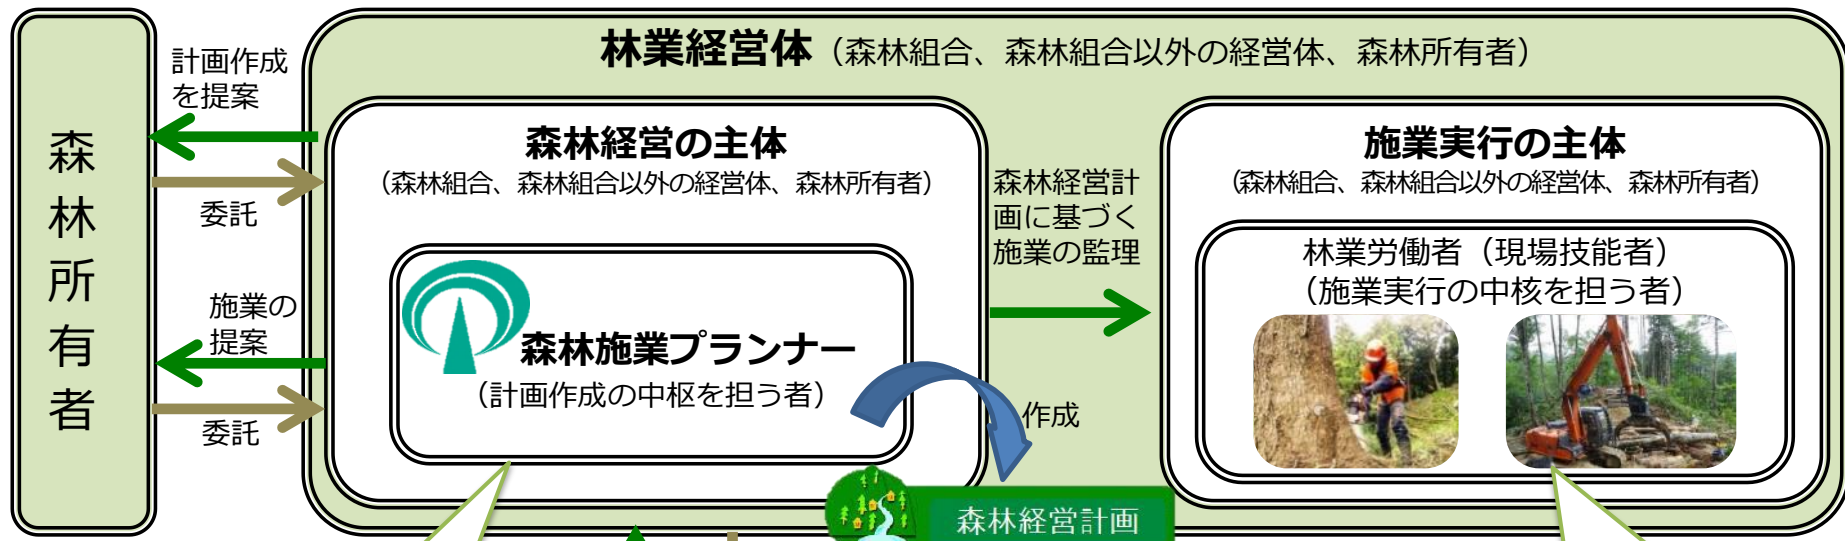 林業経営体（森林組合、森林組合以外の経営体、森林所有者）
森林所有者
計画作成
を提案
委託
施業の
提案
委託
森林経営の主体
（森林組合、森林組合以外の経営体、森林所有者）
森林施業プランナー
（計画作成の中枢を担う者）
森林経営計
画に基づく
施業の監理
作成
森林経営計画
施業実行の主体
（森林組合、森林組合以外の経営体、森林所有者）
林業労働者（現場技能者）
（施業実行の中核を担う者）